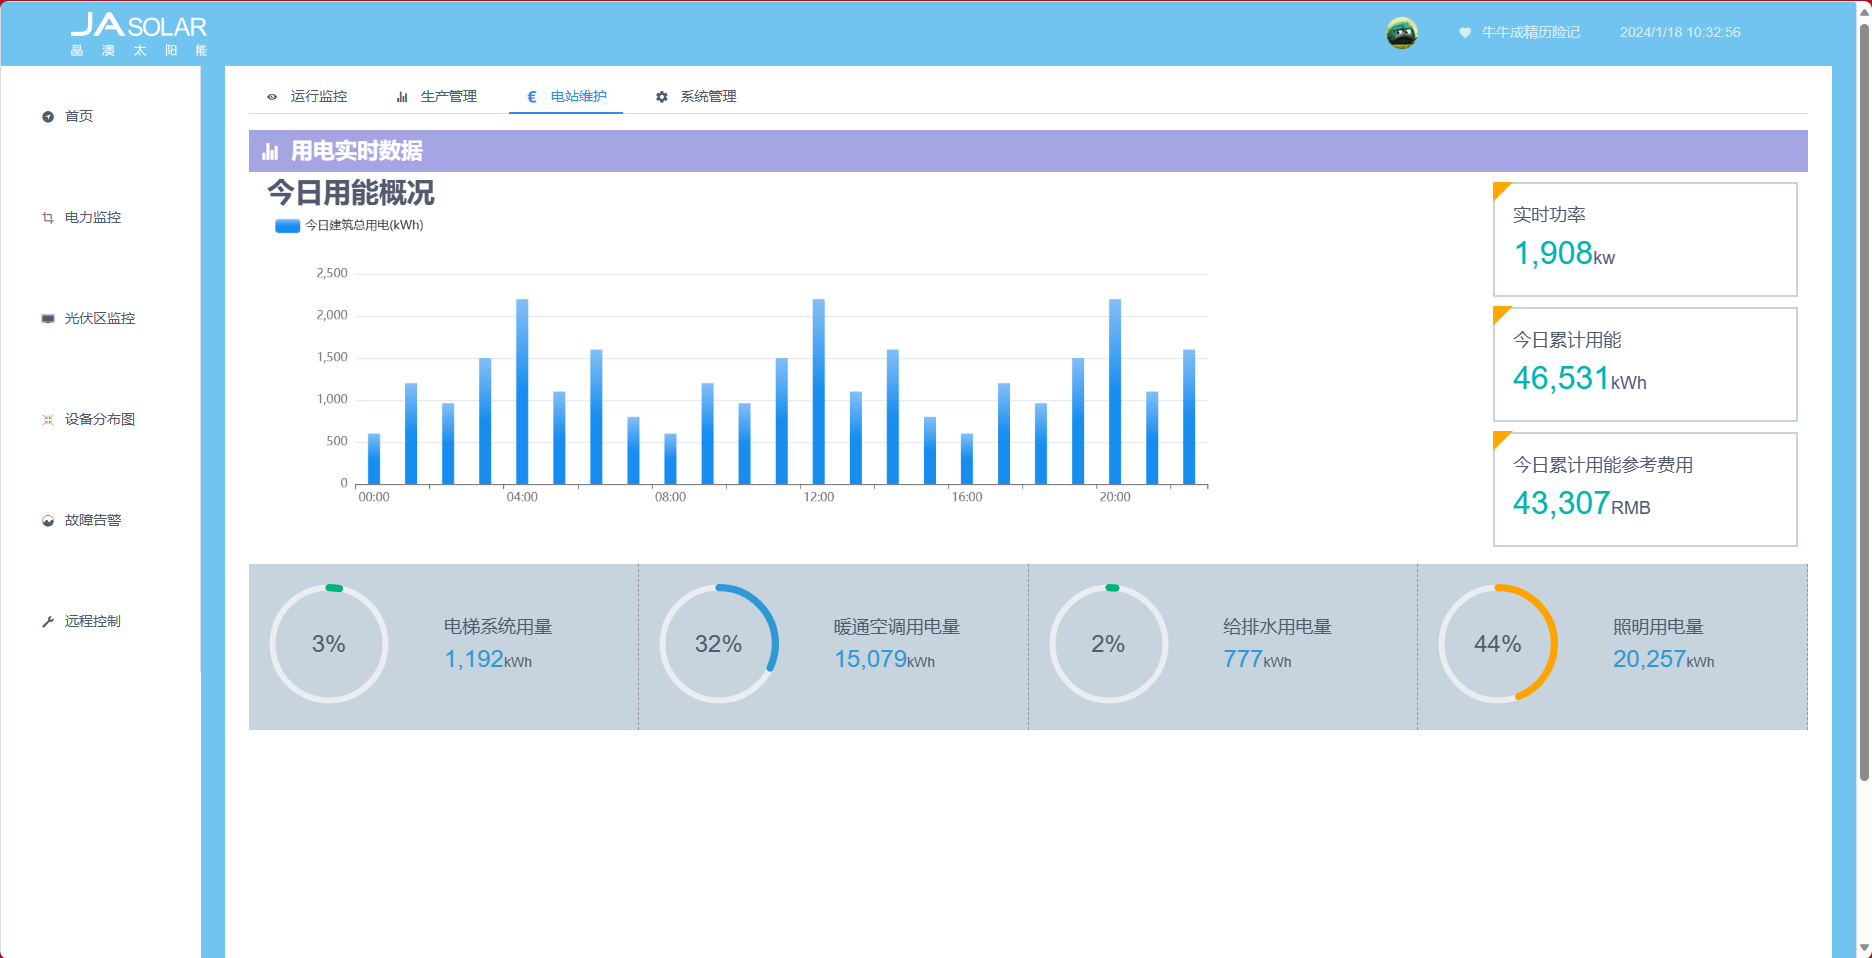 JA SOLAR
晶 澳 太 阳 能
牛牛成精历险记
2024/1/18 10:32:56
首页
电力监控
光伏区监控
设备分布图
故障告警
远程控制
运行监控
生产管理
电站维护
系统管理
用电实时数据
今日用能概况
今日建筑总用电(kWh)
2,500
2,000
1,500
1,000
500
0
00:00
04:00
08:00
12:00
16:00
20:00
实时功率
1,908kw
今日累计用能
46,531kWh
今日累计用能参考费用
43,307RMB
3%
电梯系统用量
1,192kWh
32%
暖通空调用电量
15,079kWh
2%
给排水用电量
777kWh
44%
照明用电量
20,257kWh